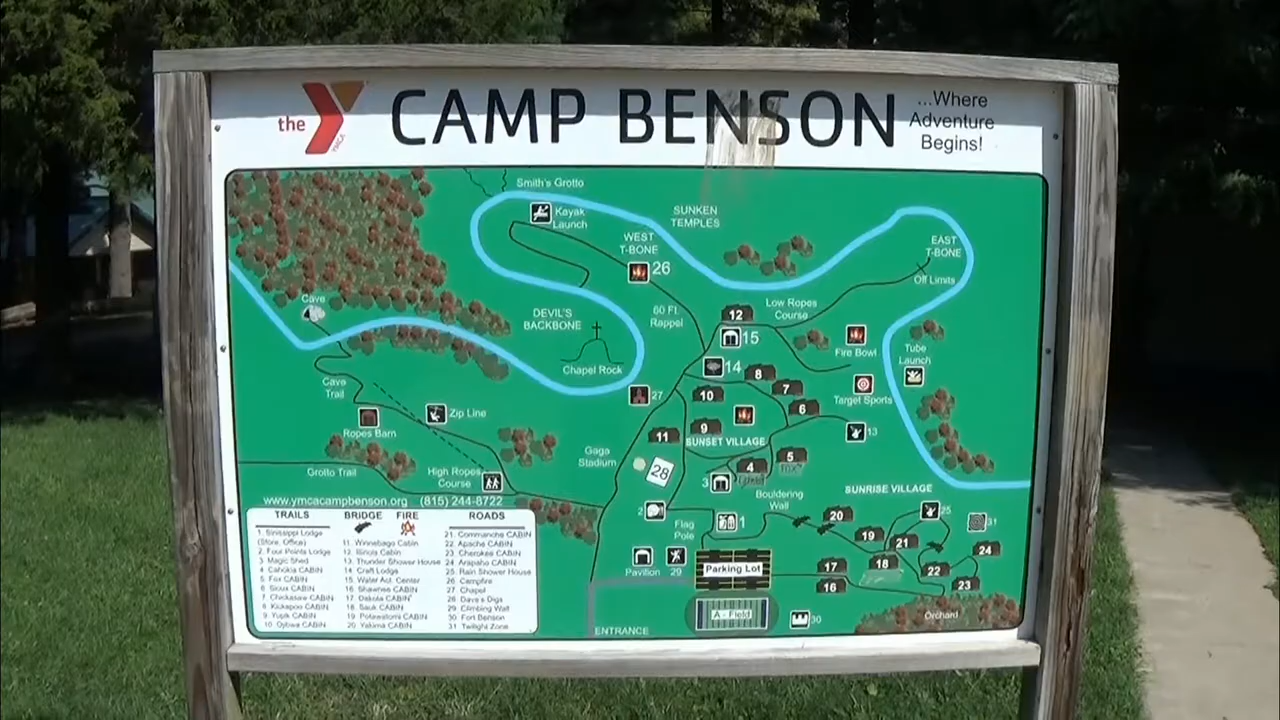 the
YMCA
CAMP BENSON
...Where
Adventure
Begins!
Smith's Grotto
Kayak
Launch
SUNKEN
TEMPLES
WEST
T-BONE
26
EAST
T-BONE
Off Limits
Cave
DEVIL'S
BACKBONE
60 Ft.
Rappel
Low Ropes
Course
12
15
Fire Bowl
Tube
Launch
Chapel Rock
14
8
7
Target Sports
Cave
Trail
27
10
6
Zip Line
Ropes Barn
9
13
11
SUNSET VILLAGE
Gaga
Stadium
28
5
4
3
Grotto Trail
High Ropes
Course
Bouldering
Wall
SUNRISE VILLAGE
www.ymcacampbenson.org (815) 244-8722
2
Flag
Pole
1
20
25
31
19
21
24
Pavilion
29
Parking Lot
17
18
22
16
23
A - Field
30
Orchard
ENTRANCE
TRAILS BRIDGE FIRE ROADS
1. Sinissippi Lodge
(Store, Office)
2. Four Points Lodge
3. Magic Shed
4. Cahokia CABIN
5. Fox CABIN
6. Sioux CABIN
7. Chickasaw CABIN
8. Kickapoo CABIN
9. Yupik CABIN
10. Ojibwa CABIN
11. Winnebago Cabin
12. Illinois Cabin
13. Thunder Shower House
14. Craft Lodge
15. Water Act. Center
16. Shawnee CABIN
17. Dakota CABIN
18. Sauk CABIN
19. Potawatomi CABIN
20. Yakima CABIN
21. Commanche CABIN
22. Apache CABIN
23. Cherokee CABIN
24. Arapaho CABIN
25. Rain Shower House
26. Campfire
27. Chapel
28. Dave's Digs
29. Climbing Wall
30. Fort Benson
31. Twilight Zone